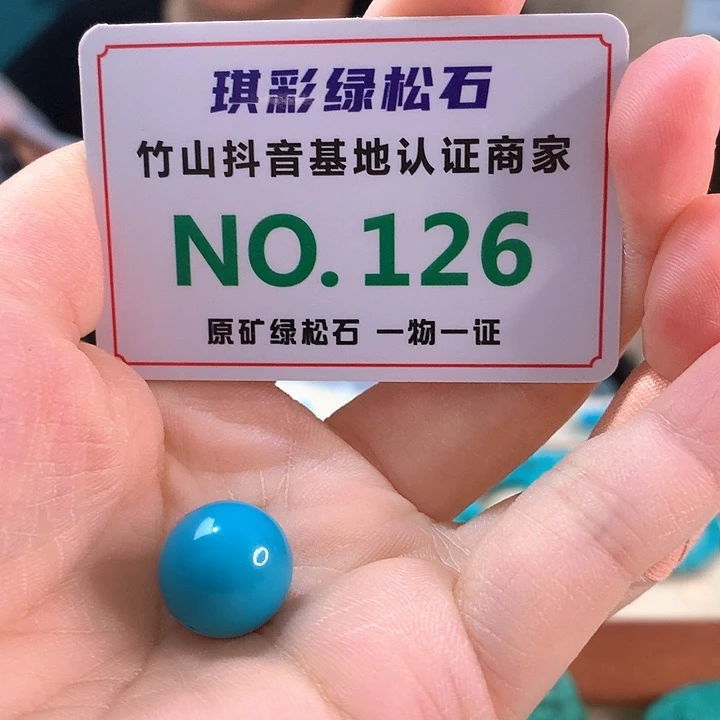 琪彩绿松石
竹山抖音基地认证商家
NO.126
原矿绿松石 一物一证